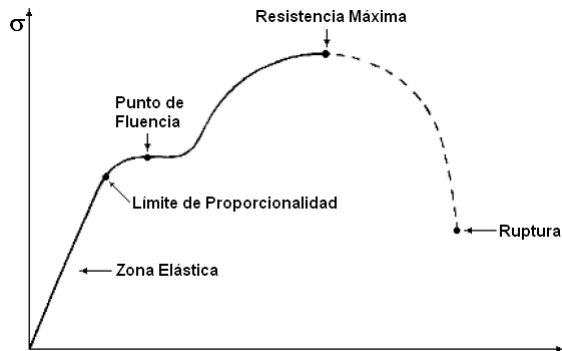 σ
Resistencia Máxima
Punto de
Fluencia
Límite de Proporcionalidad
Ruptura
Zona Elástica